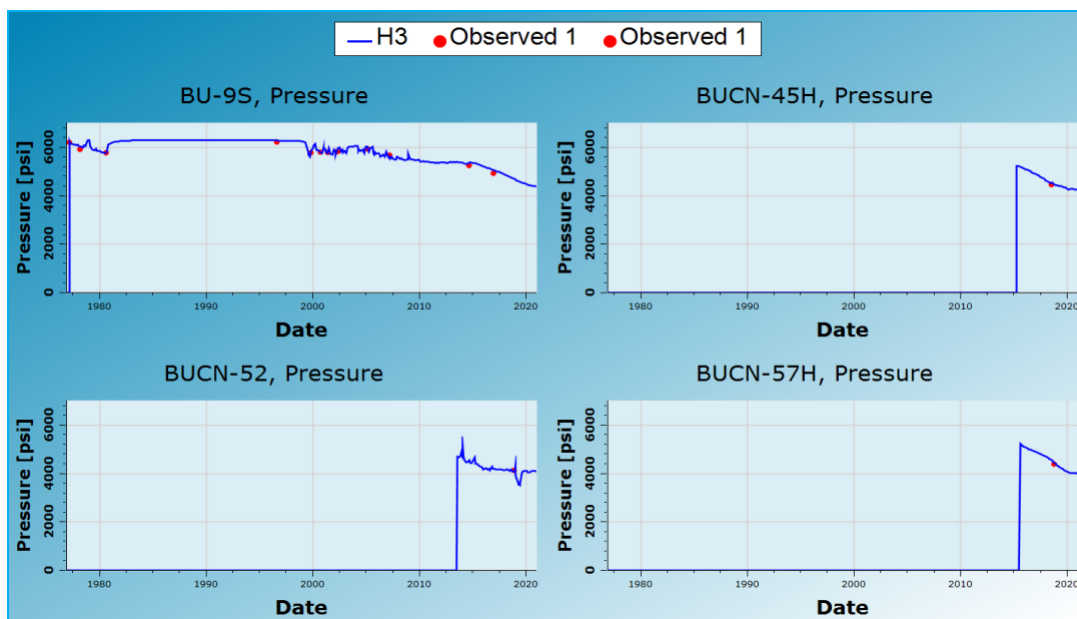 H3 Observed 1 Observed 1
BU-9S, Pressure
Pressure [psi]
6000
4000
2000
0
1980 1990 2000 2010 2020
Date
BUCN-45H, Pressure
Pressure [psi]
6000
4000
2000
0
1980 1990 2000 2010 2020
Date
BUCN-52, Pressure
Pressure [psi]
6000
4000
2000
0
1980 1990 2000 2010 2020
Date
BUCN-57H, Pressure
Pressure [psi]
6000
4000
2000
0
1980 1990 2000 2010 2020
Date